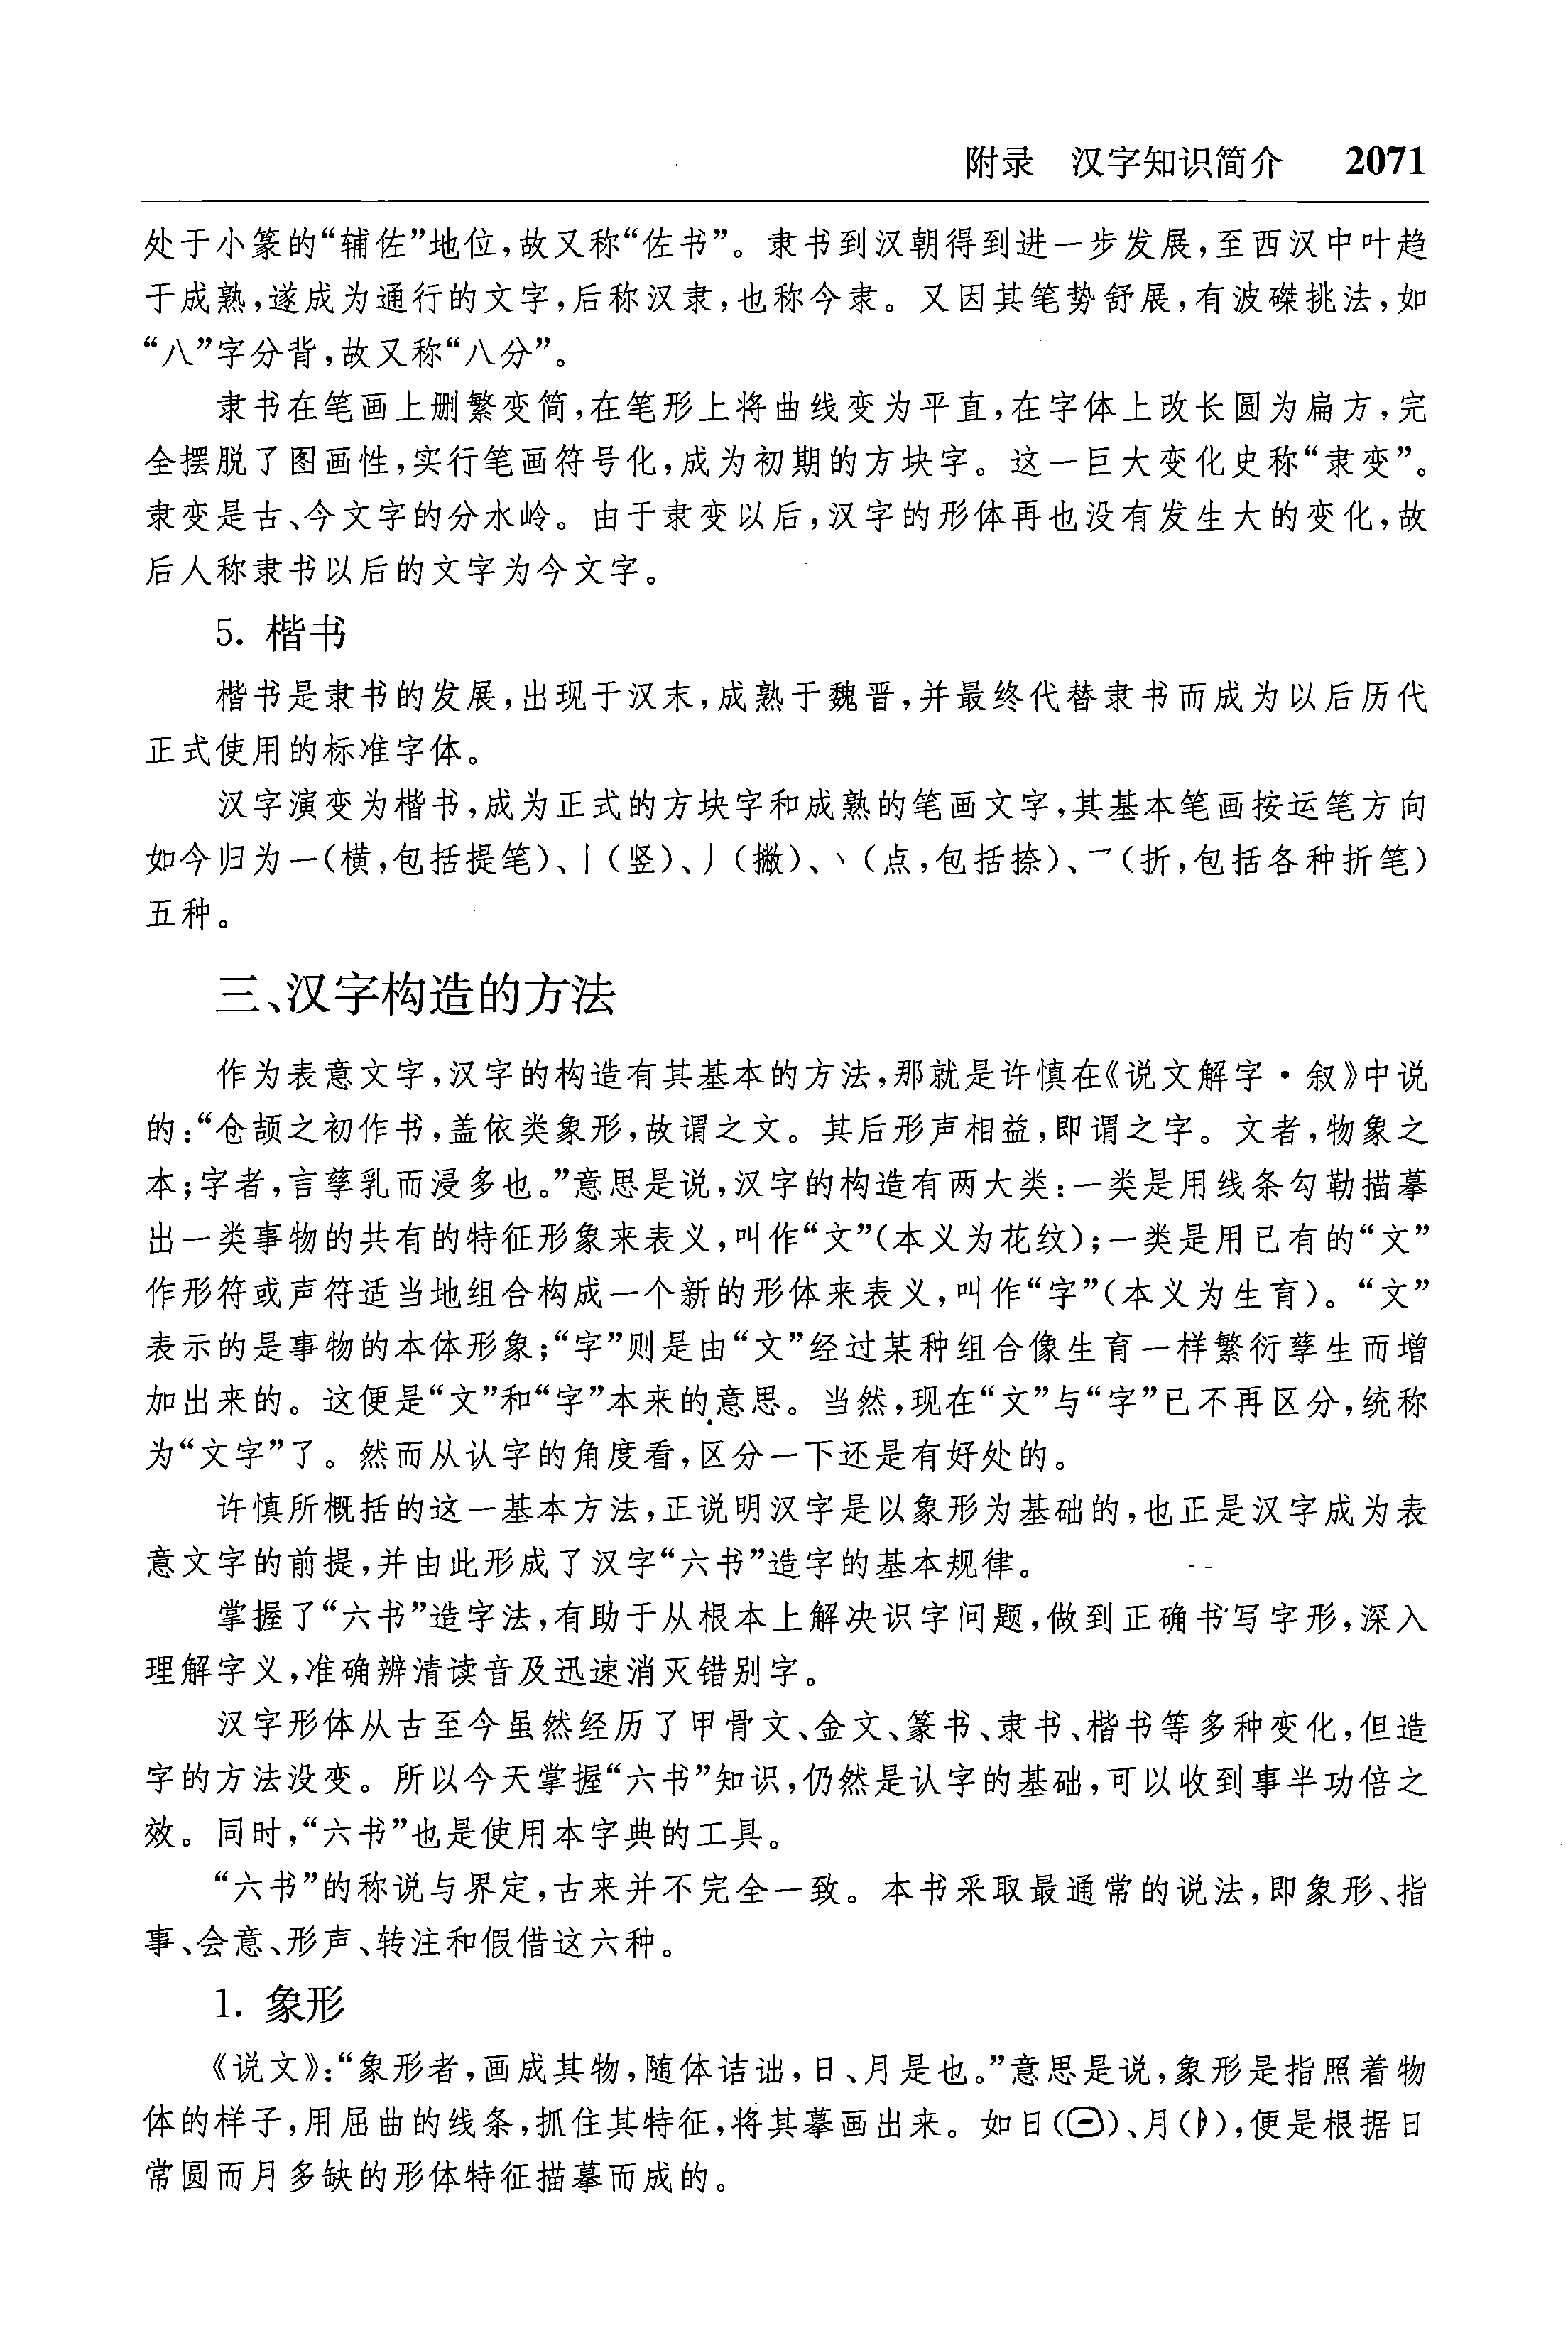 附录　汉字知识简介　2071
处于小篆的“辅佐”地位,故又称“佐书”。隶书到汉朝得到进一步发展,至西汉中叶趋
于成熟,遂成为通行的文字,后称汉隶,也称今隶。又因其笔势舒展,有波磔挑法,如
“八”字分背,故又称“八分”。
隶书在笔画上删繁变简,在笔形上将曲线变为平直,在字体上改长圆为扁方,完
全摆脱了图画性,实行笔画符号化,成为初期的方块字。这一巨大变化史称“隶变”。
隶变是古、今文字的分水岭。由于隶变以后,汉字的形体再也没有发生大的变化,故
后人称隶书以后的文字为今文字。
5. 楷书
楷书是隶书的发展,出现于汉末,成熟于魏晋,并最终代替隶书而成为以后历代
正式使用的标准字体。
汉字演变为楷书,成为正式的方块字和成熟的笔画文字,其基本笔画按运笔方向
如今归为一(横,包括提笔)、丨(竖)、丿(撇)、丶(点,包括捺)、乛(折,包括各种折笔)
五种。
三、汉字构造的方法
作为表意文字,汉字的构造有其基本的方法,那就是许慎在《说文解字·叙》中说
的:“仓颉之初作书,盖依类象形,故谓之文。其后形声相益,即谓之字。文者,物象之
本;字者,言孳乳而浸多也。”意思是说,汉字的构造有两大类:一类是用线条勾勒描摹
出一类事物的共有的特征形象来表义,叫作“文”(本义为花纹);一类是用已有的“文”
作形符或声符适当地组合构成一个新的形体来表义,叫作“字”(本义为生育)。“文”
表示的是事物的本体形象;“字”则是由“文”经过某种组合像生育一样繁衍孳生而增
加出来的。这便是“文”和“字”本来的意思。当然,现在“文”与“字”已不再区分,统称
为“文字”了。然而从认字的角度看,区分一下还是有好处的。
许慎所概括的这一基本方法,正说明汉字是以象形为基础的,也正是汉字成为表
意文字的前提,并由此形成了汉字“六书”造字的基本规律。
掌握了“六书”造字法,有助于从根本上解决识字问题,做到正确书写字形,深入
理解字义,准确辨清读音及迅速消灭错别字。
汉字形体从古至今虽然经历了甲骨文、金文、篆书、隶书、楷书等多种变化,但造
字的方法没变。所以今天掌握“六书”知识,仍然是认字的基础,可以收到事半功倍之
效。同时,“六书”也是使用本字典的工具。
“六书”的称说与界定,古来并不完全一致。本书采取最通常的说法,即象形、指
事、会意、形声、转注和假借这六种。
1. 象形
《说文》:“象形者,画成其物,随体诘诎,日、月是也。”意思是说,象形是指照着物
体的样子,用屈曲的线条,抓住其特征,将其摹画出来。如日()、月(),便是根据日
常圆而月多缺的形体特征描摹而成的。